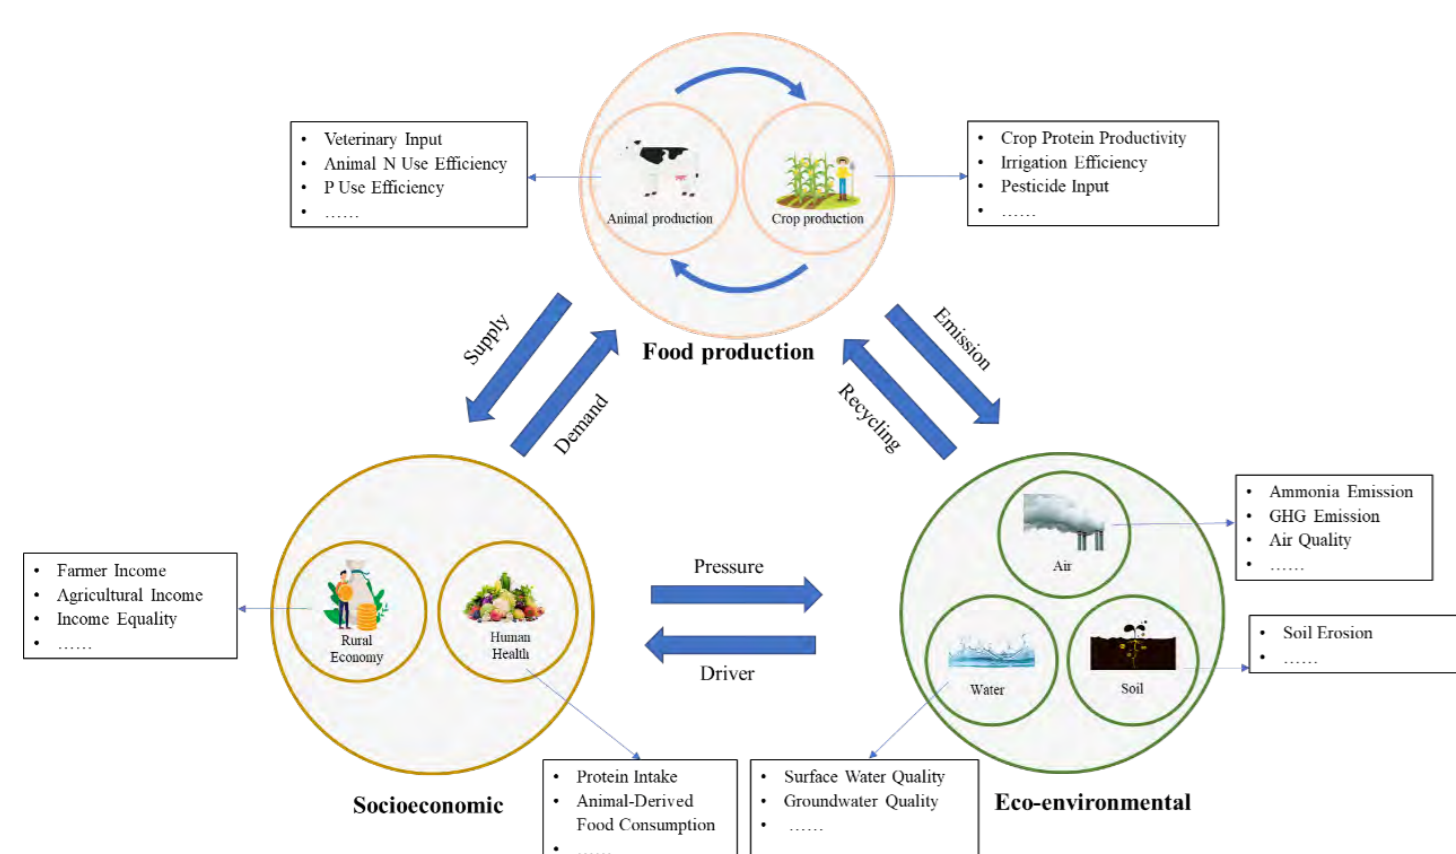 • Veterinary Input
• Animal N Use Efficiency
• P Use Efficiency
• ......
Animal production
Crop production
• Crop Protein Productivity
• Irrigation Efficiency
• Pesticide Input
• ......
Food production
Supply
Demand
Emission
Recycling
• Farmer Income
• Agricultural Income
• Income Equality
• ......
Rural
Economy
Human
Health
Pressure
Driver
Air
Water
Soil
• Ammonia Emission
• GHG Emission
• Air Quality
• ......
• Soil Erosion
• ......
Socioeconomic
• Protein Intake
• Animal-Derived
Food Consumption
• ......
• Surface Water Quality
• Groundwater Quality
• ......
Eco-environmental